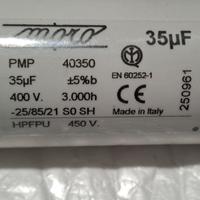 35µF
PMP 40350
35µF ±5%b
EN 60252-1
400 V. 3.000h
CE
-25/85/21 S0 SH
Made in Italy
HPFPU 450 V.
250961